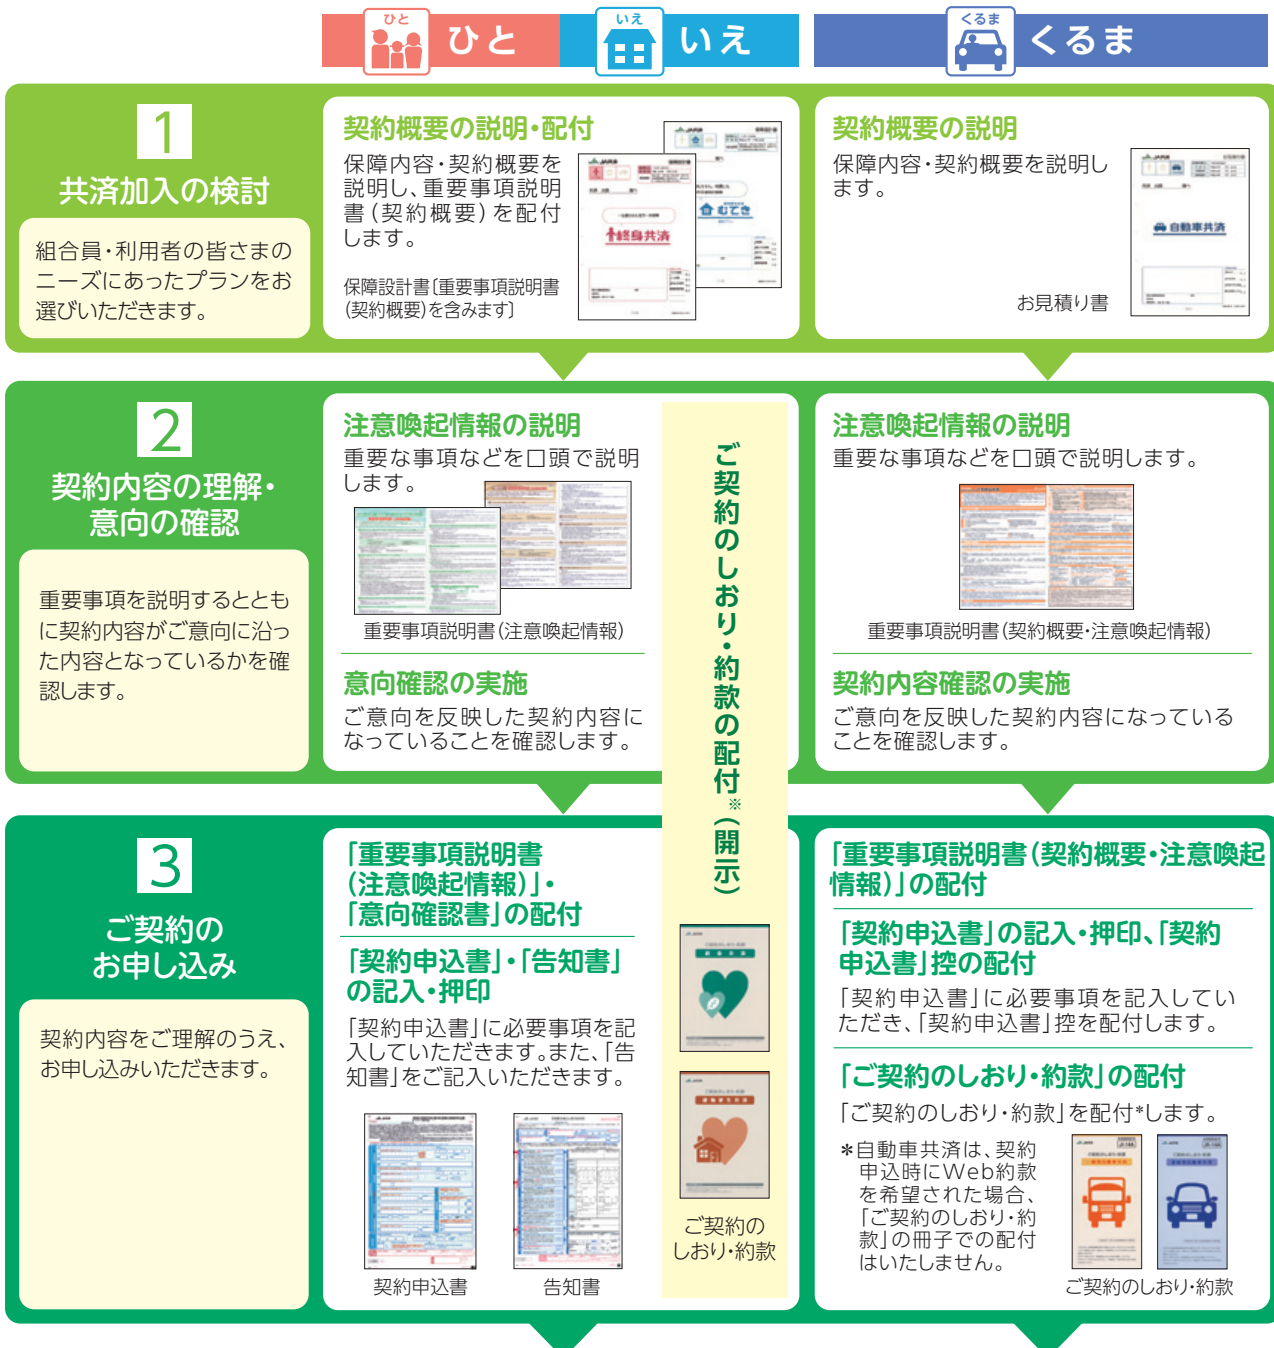 ひと
ひと
いえ
いえ
くるま
くるま
1
共済加入の検討
組合員・利用者の皆さまの
ニーズにあったプランをお
選びいただきます。
契約概要の説明・配付
保障内容・契約概要を
説明し、重要事項説明
書(契約概要)を配付
します。
保障設計書〔重要事項説明書
(契約概要)を含みます〕
終身共済
むてき
契約概要の説明
保障内容・契約概要を説明し
ます。
お見積り書
自動車共済
2
契約内容の理解・
意向の確認
重要事項を説明するととも
に契約内容がご意向に沿っ
た内容となっているかを確
認します。
注意喚起情報の説明
重要な事項などを口頭で説明
します。
重要事項説明書(注意喚起情報)
意向確認の実施
ご意向を反映した契約内容に
なっていることを確認します。
ご契約のしおり・約款の配付※(開示)
注意喚起情報の説明
重要な事項などを口頭で説明します。
重要事項説明書(契約概要・注意喚起情報)
契約内容確認の実施
ご意向を反映した契約内容になっている
ことを確認します。
3
ご契約の
お申し込み
契約内容をご理解のうえ、
お申し込みいただきます。
「重要事項説明書
(注意喚起情報)」・
「意向確認書」の配付
「契約申込書」・「告知書」
の記入・押印
「契約申込書」に必要事項を記
入していただきます。また、「告
知書」をご記入いただきます。
契約申込書
告知書
ご契約の
しおり・約款
「重要事項説明書(契約概要・注意喚起
情報)」の配付
「契約申込書」の記入・押印、「契約
申込書」控の配付
「契約申込書」に必要事項を記入してい
ただき、「契約申込書」控を配付します。
「ご契約のしおり・約款」の配付
「ご契約のしおり・約款」を配付*します。
*自動車共済は、契約
申込時にWeb約款
を希望された場合、
「ご契約のしおり・約
款」の冊子での配付
はいたしません。
ご契約のしおり・約款